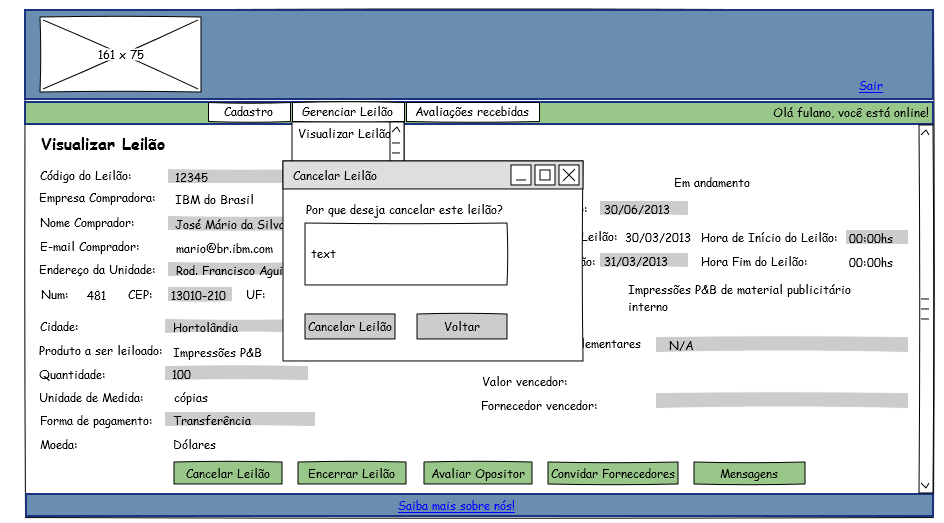 161 x 75
Sair
Cadastro Gerenciar Leilão Avaliações recebidas Olá fulano, você está online!
Visualizar Leilão
Visualizar Leilão
Código do Leilão: 12345
Empresa Compradora: IBM do Brasil
Nome Comprador: José Mário da Silva
E-mail Comprador: mario@br.ibm.com
Endereço da Unidade: Rod. Francisco Agui
Num: 481 CEP: 13010-210 UF:
Cidade: Hortolândia
Produto a ser leiloado: Impressões P&B
Quantidade: 100
Unidade de Medida: cópias
Forma de pagamento: Transferência
Moeda: Dólares
Cancelar Leilão
Por que deseja cancelar este leilão?
text
Cancelar Leilão Voltar
Em andamento
: 30/06/2013
Leilão: 30/03/2013 Hora de Início do Leilão: 00:00hs
ão: 31/03/2013 Hora Fim do Leilão: 00:00hs
Impressões P&B de material publicitário
interno
lementares N/A
Valor vencedor:
Fornecedor vencedor:
Cancelar Leilão Encerrar Leilão Avaliar Opositor Convidar Fornecedores Mensagens
Saiba mais sobre nós!